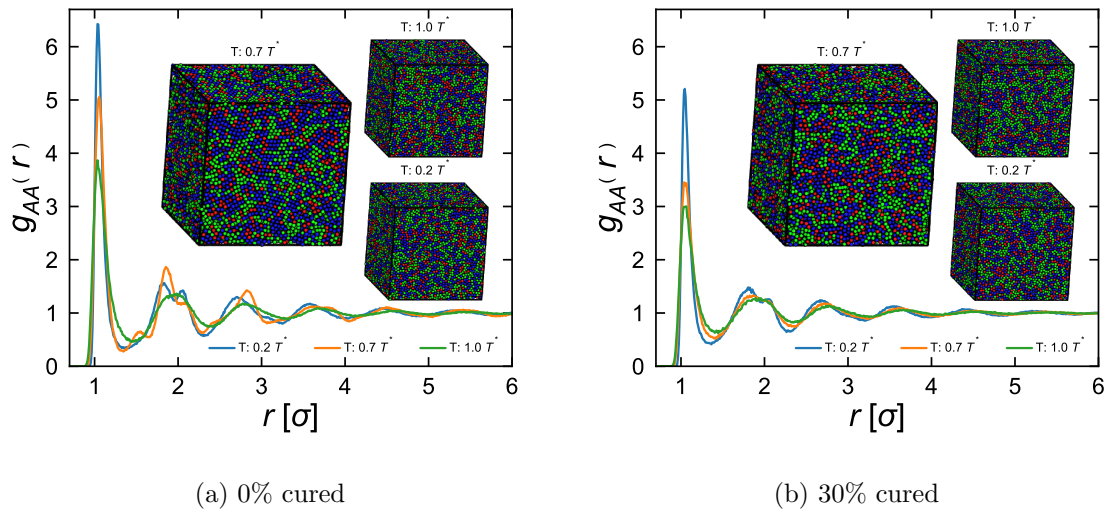 6
5
4
3
2
1
0
g_AA(r)
T: 0.7 T*
T: 1.0 T*
T: 0.2 T*
T: 0.2 T* T: 0.7 T* T: 1.0 T*
1 2 3 4 5 6
r [σ]
(a) 0% cured
6
5
4
3
2
1
0
g_AA(r)
T: 0.7 T*
T: 1.0 T*
T: 0.2 T*
T: 0.2 T* T: 0.7 T* T: 1.0 T*
1 2 3 4 5 6
r [σ]
(b) 30% cured